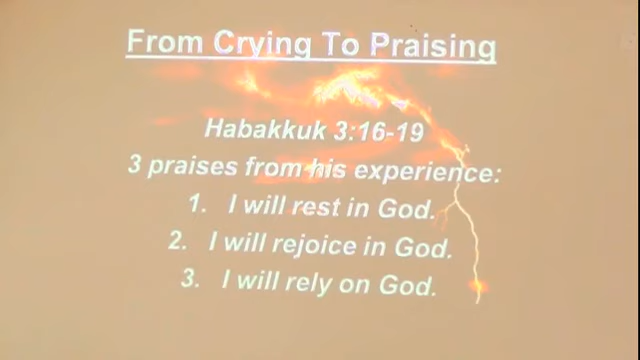 From Crying To Praising
Habakkuk 3:16-19
3 praises from his experience:
1. I will rest in God.
2. I will rejoice in God.
3. I will rely on God.